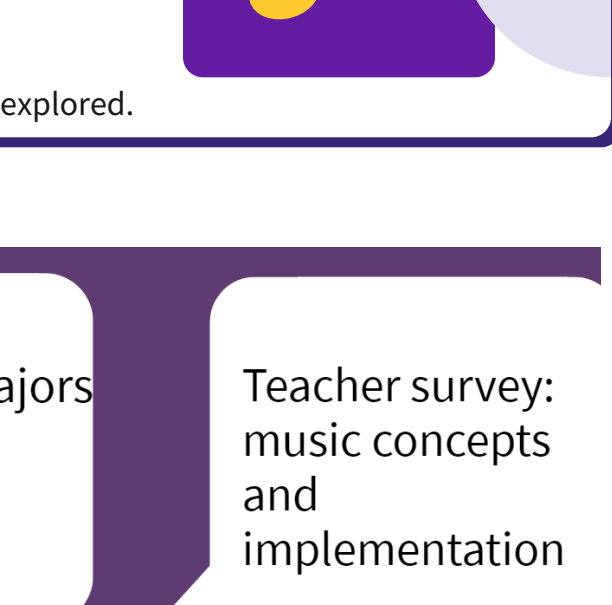 explored.
ajors
Teacher survey:
music concepts
and
implementation